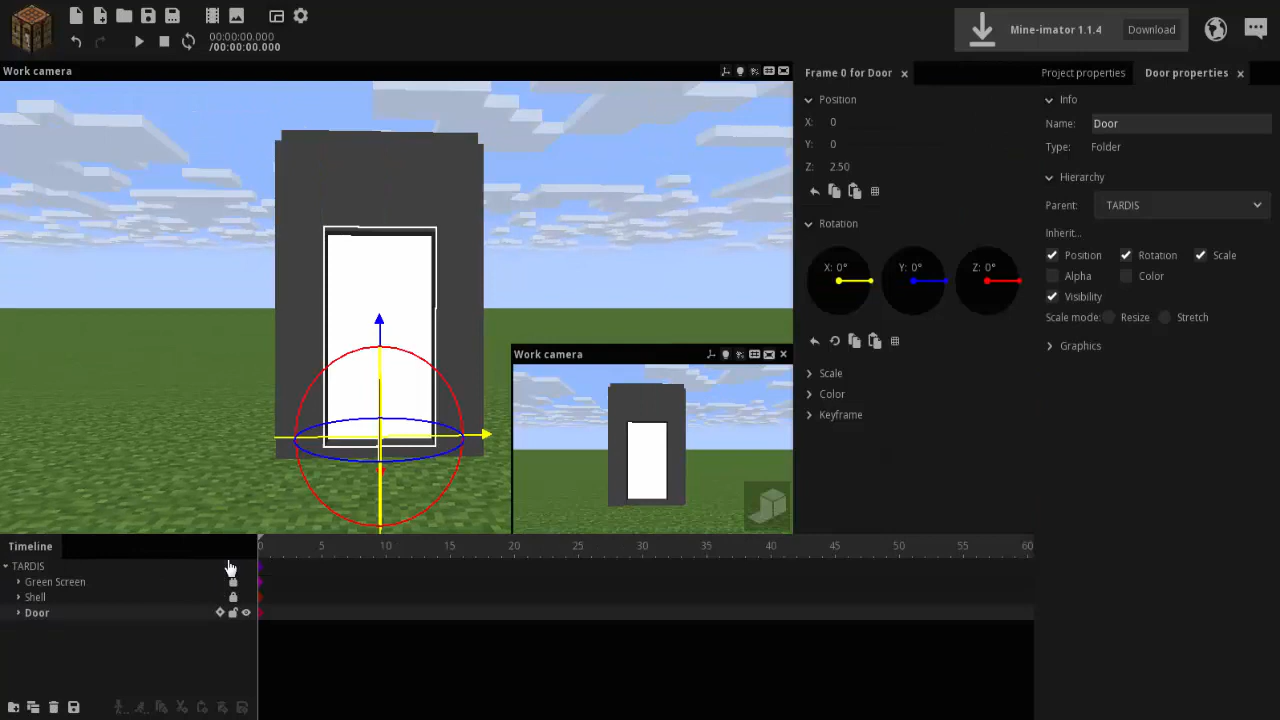 00:00:00.000
/00:00:00.000
Mine-imator 1.1.4
Download
Work camera
Frame 0 for Door
Project properties
Door properties
Position
X: 0
Y: 0
Z: 2.50
Rotation
X: 0°
Y: 0°
Z: 0°
Scale
Color
Keyframe
Info
Name: Door
Type: Folder
Hierarchy
Parent: TARDIS
Inherit...
Position Rotation Scale
Alpha Color
Visibility
Scale mode: Resize Stretch
Graphics
Work camera
Timeline
0 5 10 15 20 25 30 35 40 45 50 55 60
TARDIS
Green Screen
Shell
Door